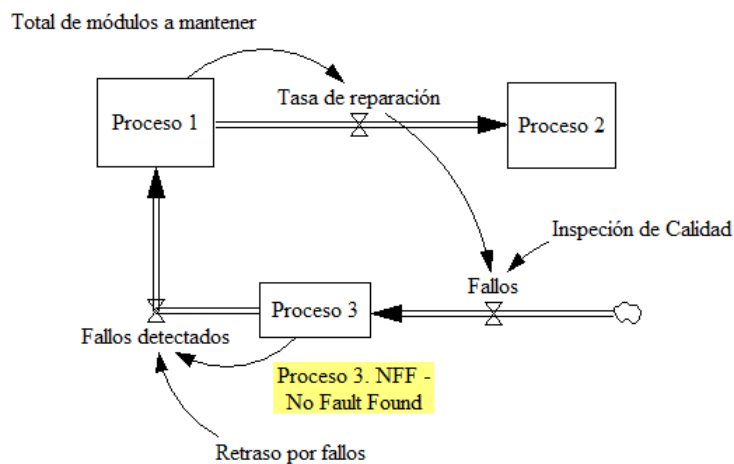 Total de módulos a mantener
Tasa de reparación
Proceso 1
Proceso 2
Inspeción de Calidad
Fallos
Proceso 3
Fallos detectados
Proceso 3. NFF -
No Fault Found
Retraso por fallos